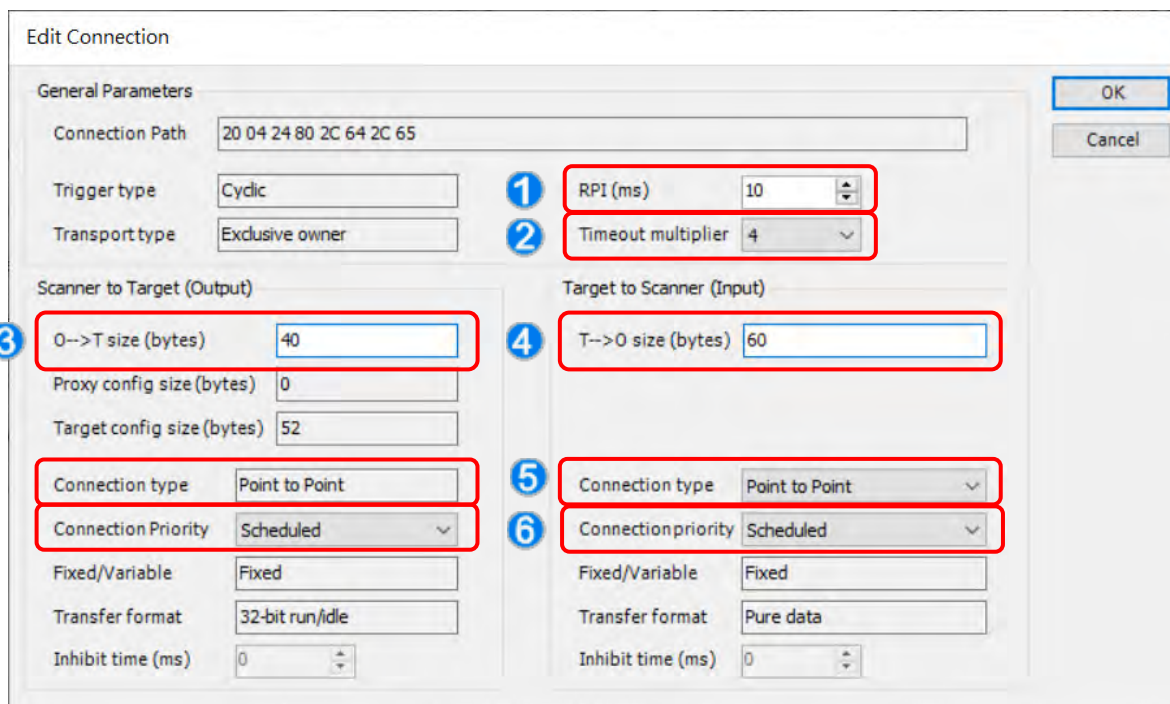 Edit Connection
General Parameters
OK
Connection Path 20 04 24 80 2C 64 2C 65
Cancel
Trigger type Cyclic 1 RPI (ms) 10
Transport type Exclusive owner 2 Timeout multiplier 4
Scanner to Target (Output) Target to Scanner (Input)
3 O-->T size (bytes) 40 4 T-->O size (bytes) 60
Proxy config size (bytes) 0
Target config size (bytes) 52
Connection type Point to Point 5 Connection type Point to Point
Connection Priority Scheduled 6 Connection priority Scheduled
Fixed/Variable Fixed Fixed/Variable Fixed
Transfer format 32-bit run/idle Transfer format Pure data
Inhibit time (ms) 0 Inhibit time (ms) 0